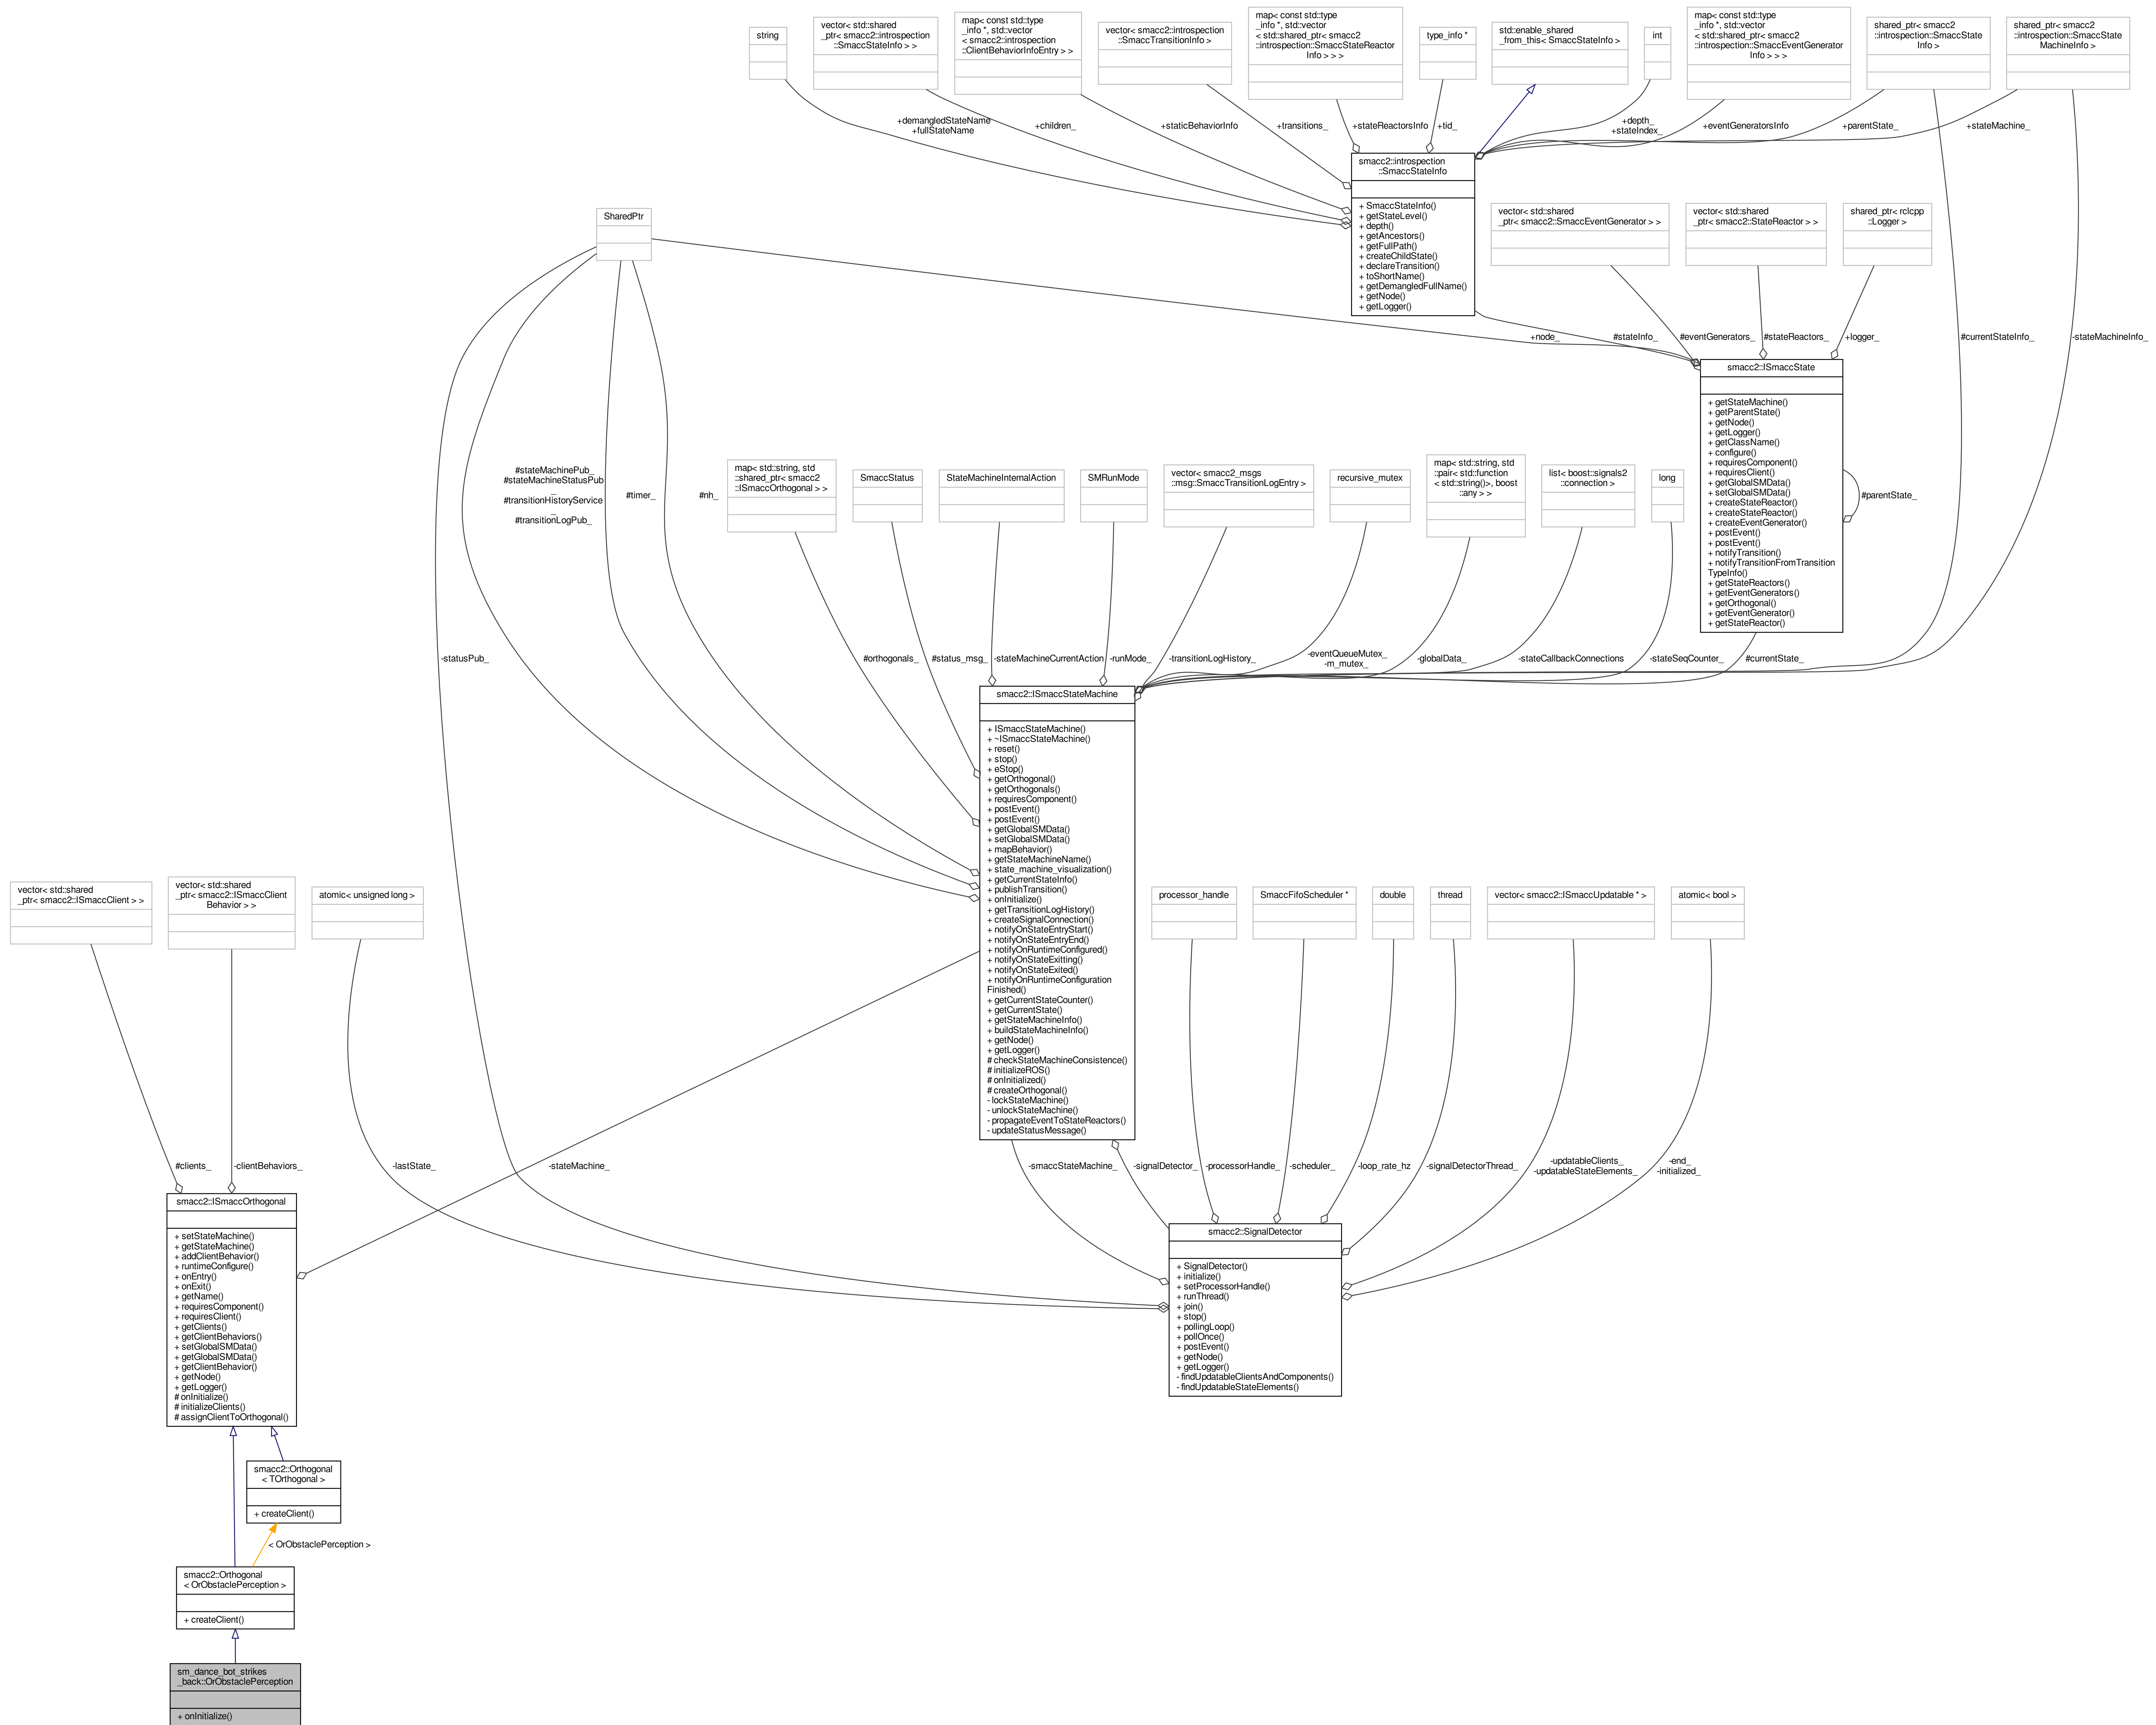 string
vector< std::shared
_ptr< smacc2::introspection
::SmaccStateInfo > >
map< const std::type
_info *, std::vector
< smacc2::introspection
::ClientBehaviorInfoEntry > >
vector< smacc2::introspection
::SmaccTransitionInfo >
map< const std::type
_info *, std::vector
< std::shared_ptr< smacc2
::introspection::SmaccStateReactor
Info > > >
type_info *
std::enable_shared
_from_this< SmaccStateInfo >
int
map< const std::type
_info *, std::vector
< std::shared_ptr< smacc2
::introspection::SmaccEventGenerator
Info > > >
shared_ptr< smacc2
::introspection::SmaccState
Info >
shared_ptr< smacc2
::introspection::SmaccState
MachineInfo >
+demangledStateName
+fullStateName
+children_
+staticBehaviorInfo
+transitions_
+stateReactorsInfo
+tid_
+depth_
+stateIndex_
+eventGeneratorsInfo
+parentState_
+stateMachine_
smacc2::introspection
::SmaccStateInfo
+ SmaccStateInfo()
+ getStateLevel()
+ depth()
+ getAncestors()
+ getFullPath()
+ createChildState()
+ declareTransition()
+ toShortName()
+ getDemangledFullName()
+ getNode()
+ getLogger()
SharedPtr
vector< std::shared
_ptr< smacc2::SmaccEventGenerator > >
vector< std::shared
_ptr< smacc2::StateReactor > >
shared_ptr< rclcpp
::Logger >
+node_
#stateInfo_
#eventGenerators_
#stateReactors_
+logger_
#currentStateInfo_
-stateMachineInfo_
smacc2::ISmaccState
+ getStateMachine()
+ getParentState()
+ getNode()
+ getLogger()
+ getClassName()
+ configure()
+ requiresComponent()
+ requiresClient()
+ getGlobalSMData()
+ setGlobalSMData()
+ createStateReactor()
+ createStateReactor()
+ createEventGenerator()
+ postEvent()
+ postEvent()
+ notifyTransition()
+ notifyTransitionFromTransition
TypeInfo()
+ getStateReactors()
+ getEventGenerators()
+ getOrthogonal()
+ getEventGenerator()
+ getStateReactor()
#parentState_
#stateMachinePub_
#stateMachineStatusPub
_
#transitionHistoryService
_
#transitionLogPub_
#timer_
#nh_
map< std::string, std
::shared_ptr< smacc2
::ISmaccOrthogonal > >
SmaccStatus
StateMachineInternalAction
SMRunMode
vector< smacc2_msgs
::msg::SmaccTransitionLogEntry >
recursive_mutex
map< std::string, std
::pair< std::function
< std::string()>, boost
::any > >
list< boost::signals2
::connection >
long
-statusPub_
#orthogonals_
#status_msg_
-stateMachineCurrentAction
-runMode_
-transitionLogHistory_
-eventQueueMutex_
-m_mutex_
-globalData_
-stateCallbackConnections
-stateSeqCounter_
#currentState_
smacc2::ISmaccStateMachine
+ ISmaccStateMachine()
+ ~ISmaccStateMachine()
+ reset()
+ stop()
+ eStop()
+ getOrthogonal()
+ getOrthogonals()
+ requiresComponent()
+ postEvent()
+ postEvent()
+ getGlobalSMData()
+ setGlobalSMData()
+ mapBehavior()
+ getStateMachineName()
+ state_machine_visualization()
+ getCurrentStateInfo()
+ publishTransition()
+ onInitialize()
+ getTransitionLogHistory()
+ createSignalConnection()
+ notifyOnStateEntryStart()
+ notifyOnStateEntryEnd()
+ notifyOnRuntimeConfigured()
+ notifyOnStateExitting()
+ notifyOnStateExited()
+ notifyOnRuntimeConfiguration
Finished()
+ getCurrentStateCounter()
+ getCurrentState()
+ getStateMachineInfo()
+ buildStateMachineInfo()
+ getNode()
+ getLogger()
# checkStateMachineConsistence()
# initializeROS()
# onInitialized()
# createOrthogonal()
- lockStateMachine()
- unlockStateMachine()
- propagateEventToStateReactors()
- updateStatusMessage()
vector< std::shared
_ptr< smacc2::ISmaccClient > >
vector< std::shared
_ptr< smacc2::ISmaccClient
Behavior > >
atomic< unsigned long >
processor_handle
SmaccFifoScheduler *
double
thread
vector< smacc2::ISmaccUpdatable * >
atomic< bool >
#clients_
-clientBehaviors_
-lastState_
-stateMachine_
-smaccStateMachine_
-signalDetector_
-processorHandle_
-scheduler_
-loop_rate_hz
-signalDetectorThread_
-updatableClients_
-updatableStateElements_
-end_
-initialized_
smacc2::ISmaccOrthogonal
+ setStateMachine()
+ getStateMachine()
+ addClientBehavior()
+ runtimeConfigure()
+ onEntry()
+ onExit()
+ getName()
+ requiresComponent()
+ requiresClient()
+ getClients()
+ getClientBehaviors()
+ setGlobalSMData()
+ getGlobalSMData()
+ getClientBehavior()
+ getNode()
+ getLogger()
# onInitialize()
# initializeClients()
# assignClientToOrthogonal()
smacc2::SignalDetector
+ SignalDetector()
+ initialize()
+ setProcessorHandle()
+ runThread()
+ join()
+ stop()
+ pollingLoop()
+ pollOnce()
+ postEvent()
+ getNode()
+ getLogger()
- findUpdatableClientsAndComponents()
- findUpdatableStateElements()
smacc2::Orthogonal
< TOrthogonal >
+ createClient()
< OrObstaclePerception >
smacc2::Orthogonal
< OrObstaclePerception >
+ createClient()
sm_dance_bot_strikes
_back::OrObstaclePerception
+ onInitialize()